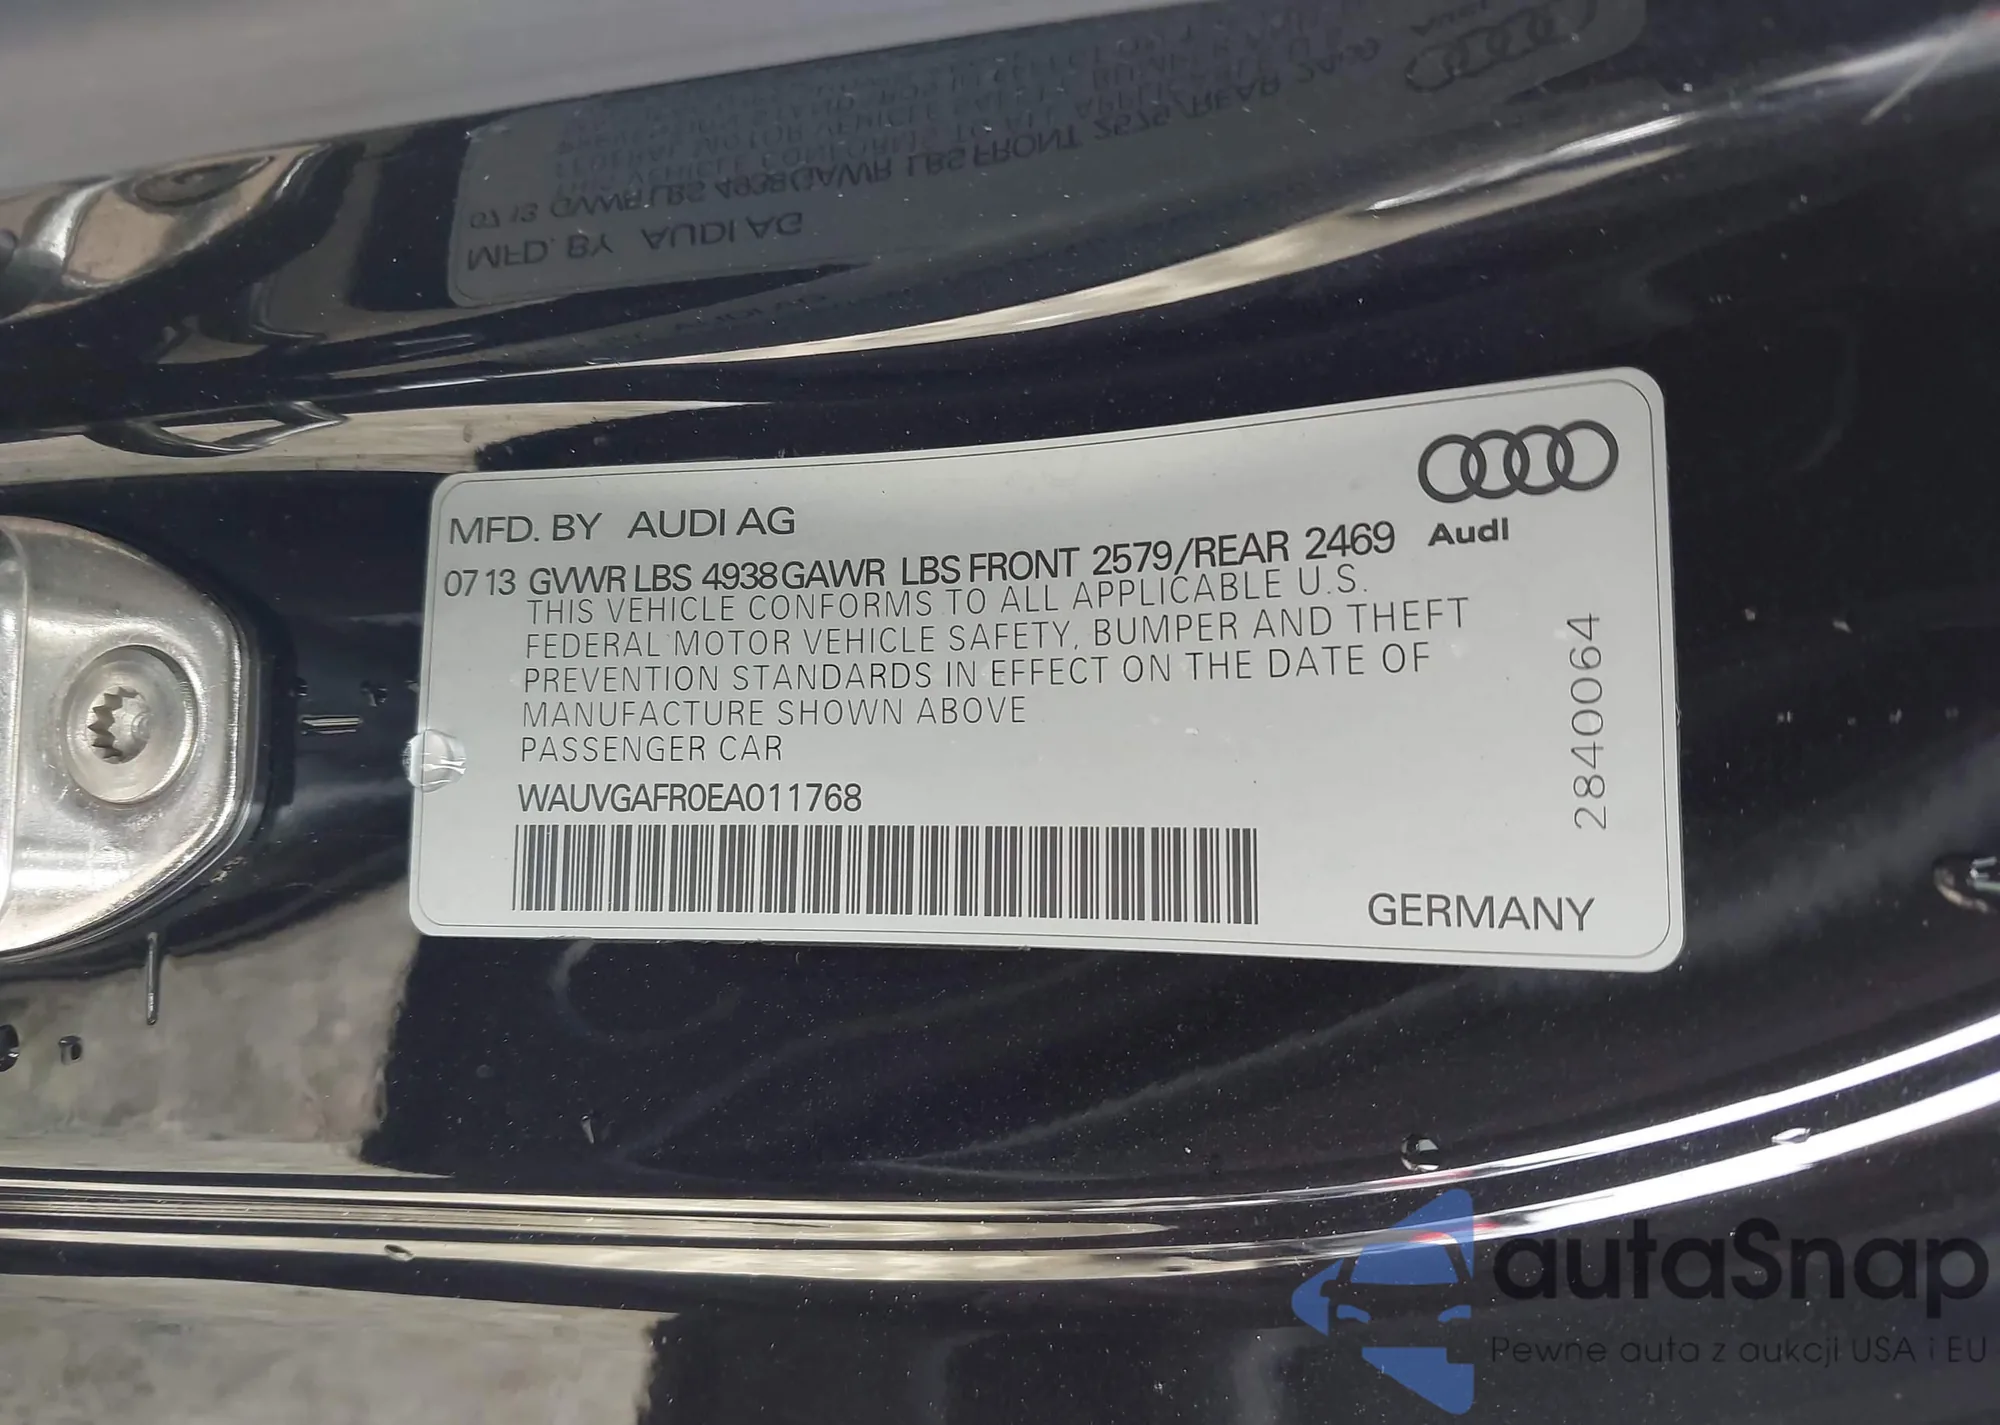 MFD. BY AUDI AG
07 13 GVWR LBS 4938 GAWR LBS FRONT 2579/REAR 2469
Audi
THIS VEHICLE CONFORMS TO ALL APPLICABLE U.S.
FEDERAL MOTOR VEHICLE SAFETY, BUMPER AND THEFT
PREVENTION STANDARDS IN EFFECT ON THE DATE OF
MANUFACTURE SHOWN ABOVE
PASSENGER CAR
WAUVGAFR0EA011768
2840064
GERMANY
autaSnap
Pewne auta z aukcji USA i EU